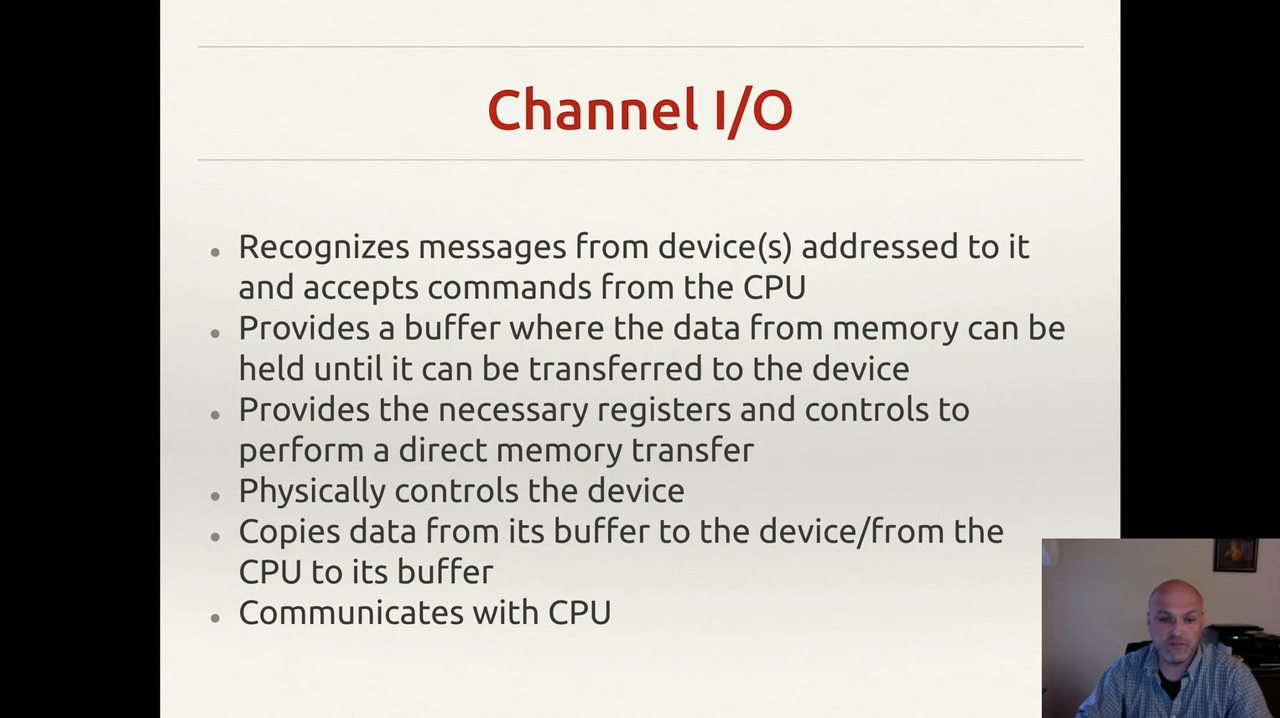 Channel I/O
Recognizes messages from device(s) addressed to it
and accepts commands from the CPU
Provides a buffer where the data from memory can be
held until it can be transferred to the device
Provides the necessary registers and controls to
perform a direct memory transfer
Physically controls the device
Copies data from its buffer to the device/from the
CPU to its buffer
Communicates with CPU